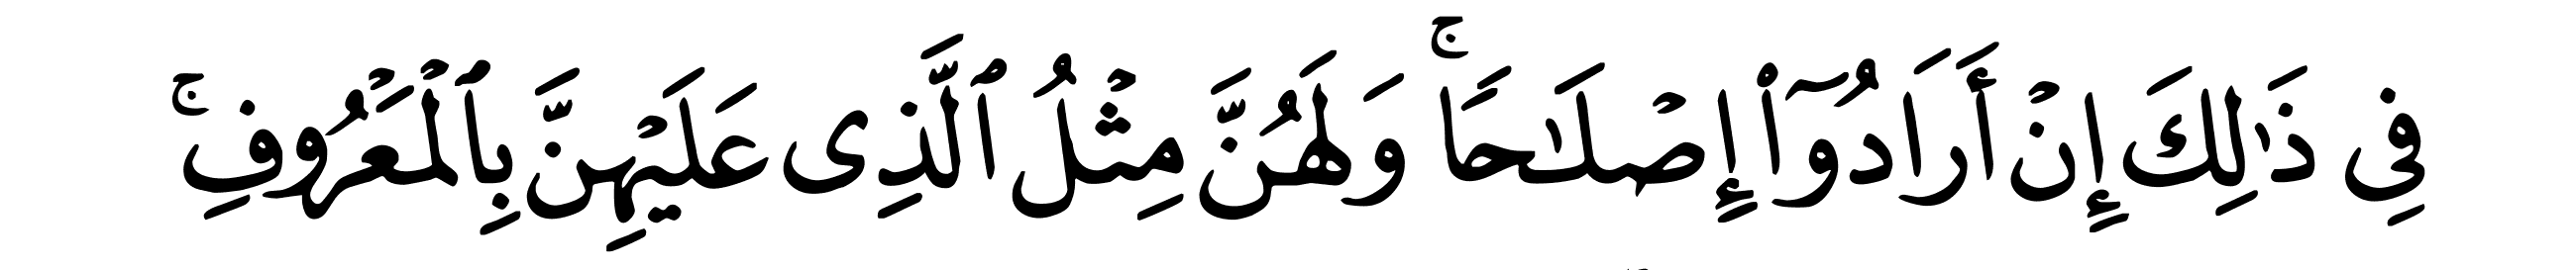 فِي ذَٰلِكَ إِنْ أَرَادُوٓا۟ إِصْلَـٰحًا ۚ وَلَهُنَّ مِثْلُ ٱلَّذِى عَلَيْهِنَّ بِٱلْمَعْرُوفِ ۚ